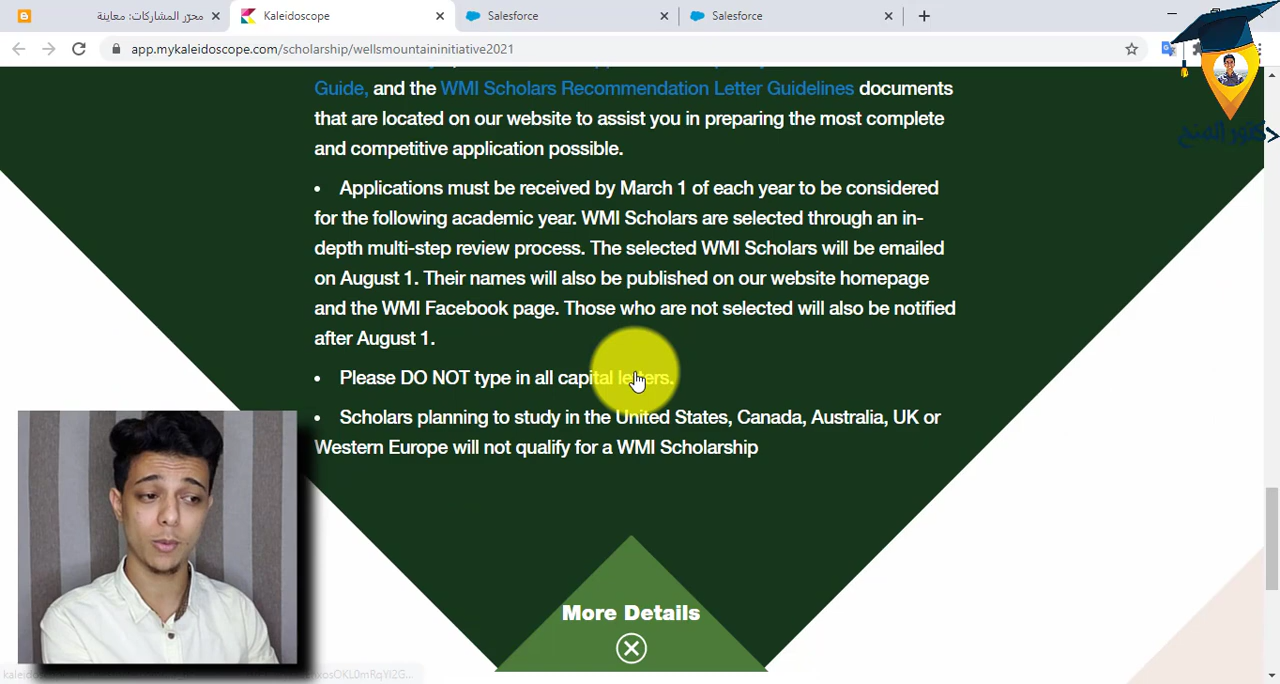 محرّر المشاركات: معاينة
Kaleidoscope
Salesforce
Salesforce
app.mykaleidoscope.com/scholarship/wellsmountaininitiative2021
Guide, and the WMI Scholars Recommendation Letter Guidelines documents
that are located on our website to assist you in preparing the most complete
and competitive application possible.
• Applications must be received by March 1 of each year to be considered
for the following academic year. WMI Scholars are selected through an in-
depth multi-step review process. The selected WMI Scholars will be emailed
on August 1. Their names will also be published on our website homepage
and the WMI Facebook page. Those who are not selected will also be notified
after August 1.
• Please DO NOT type in all capital letters.
• Scholars planning to study in the United States, Canada, Australia, UK or
Western Europe will not qualify for a WMI Scholarship
More Details